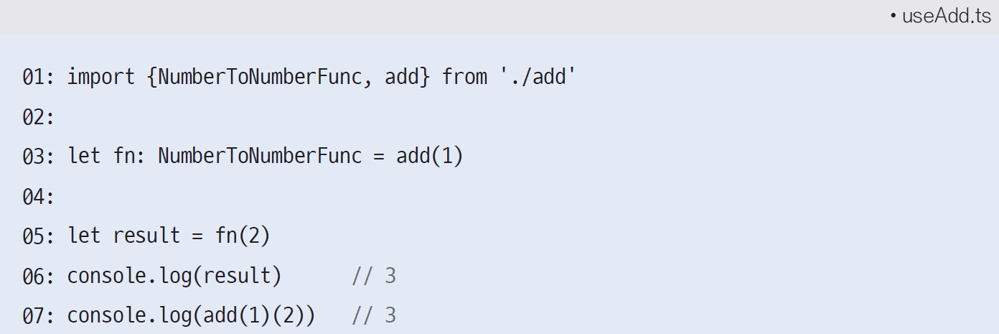 • useAdd.ts
01: import {NumberToNumberFunc, add} from './add'
02:
03: let fn: NumberToNumberFunc = add(1)
04:
05: let result = fn(2)
06: console.log(result)      // 3
07: console.log(add(1)(2))   // 3